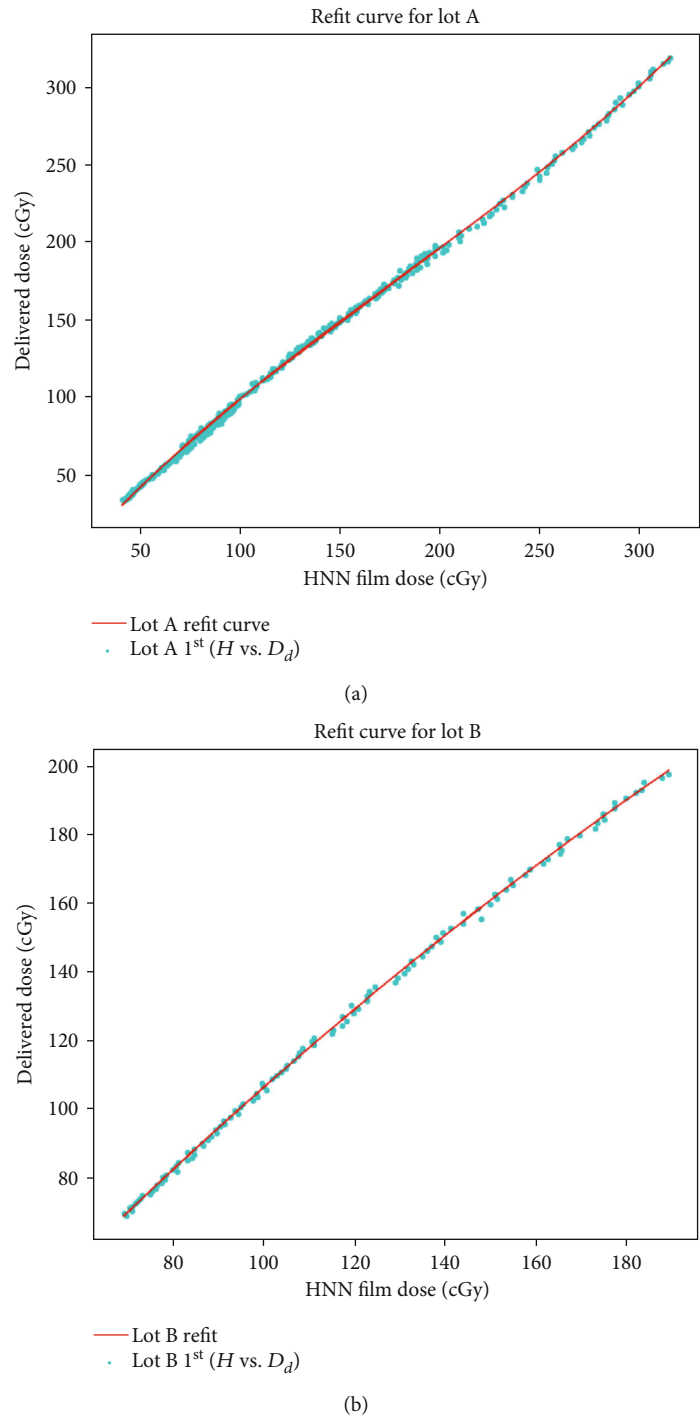 Refit curve for lot A
300
250
200
150
100
50
Delivered dose (cGy)
50 100 150 200 250 300
HNN film dose (cGy)
Lot A refit curve
Lot A 1st (H vs. Dd)
(a)
Refit curve for lot B
200
180
160
140
120
100
80
Delivered dose (cGy)
80 100 120 140 160 180
HNN film dose (cGy)
Lot B refit
Lot B 1st (H vs. Dd)
(b)